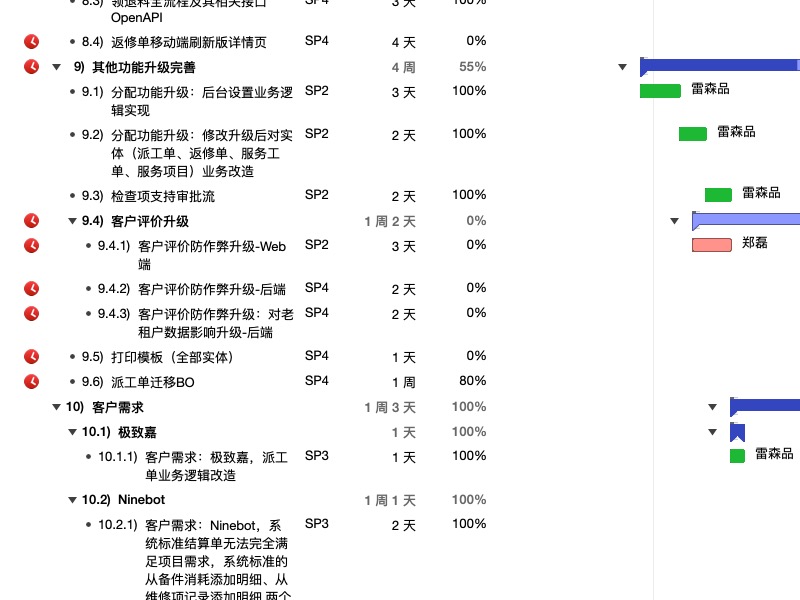 8.3) 领退料全流程及其相关接口 3 天 100%
OpenAPI
8.4) 返修单移动端刷新版详情页 SP4 4 天 0%
9) 其他功能升级完善 4 周 55%
9.1) 分配功能升级：后台设置业务逻 SP2 3 天 100% 雷森品
辑实现
9.2) 分配功能升级：修改升级后对实 SP2 2 天 100% 雷森品
体（派工单、返修单、服务工
单、服务项目）业务改造
9.3) 检查项支持审批流 SP2 2 天 100% 雷森品
9.4) 客户评价升级 1 周 2 天 0%
9.4.1) 客户评价防作弊升级-Web SP2 3 天 0% 郑磊
端
9.4.2) 客户评价防作弊升级-后端 SP4 2 天 0%
9.4.3) 客户评价防作弊升级：对老 SP4 2 天 0%
租户数据影响升级-后端
9.5) 打印模板（全部实体） SP4 1 天 0%
9.6) 派工单迁移BO SP4 1 周 80%
10) 客户需求 1 周 3 天 100%
10.1) 极致嘉 1 天 100%
10.1.1) 客户需求：极致嘉，派工 SP3 1 天 100% 雷森品
单业务逻辑改造
10.2) Ninebot 1 周 1 天 100%
10.2.1) 客户需求：Ninebot，系 SP3 2 天 100%
统标准结算单无法完全满
足项目需求，系统标准的
从备件消耗添加明细、从
维修项记录添加明细,两个